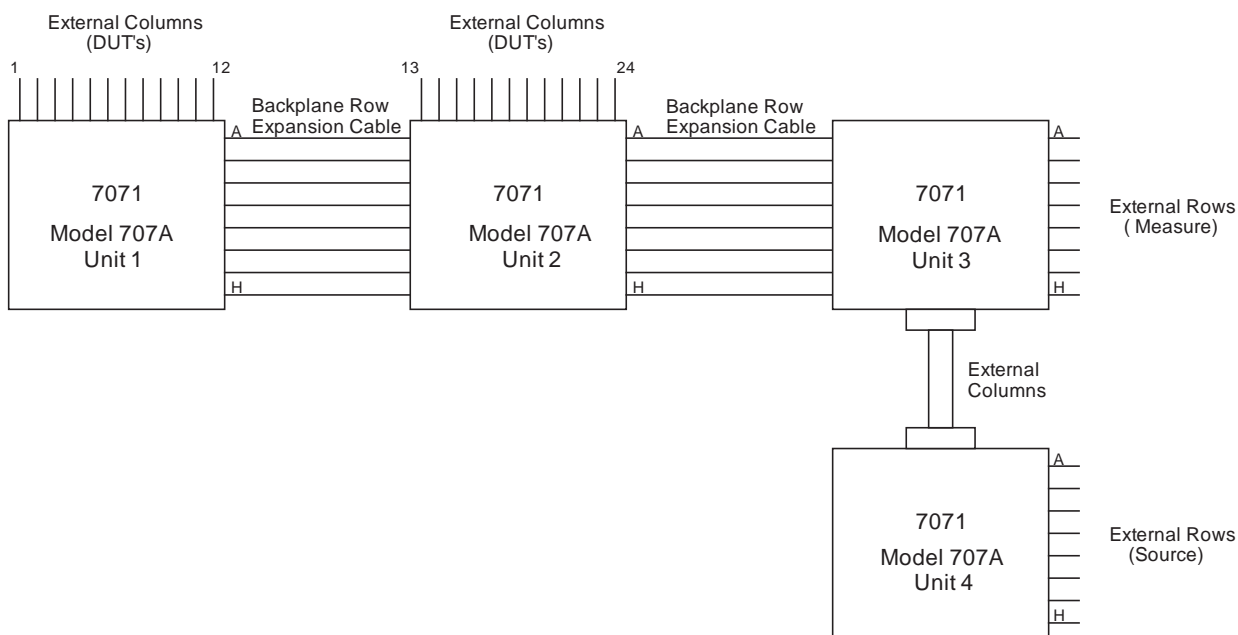 External Columns
(DUT's)
1
12
External Columns
(DUT's)
13
24
Backplane Row
Expansion Cable
Backplane Row
Expansion Cable
A
H
A
H
A
H
7071
Model 707A
Unit 1
7071
Model 707A
Unit 2
7071
Model 707A
Unit 3
External Rows
( Measure)
External
Columns
A
H
7071
Model 707A
Unit 4
External Rows
(Source)